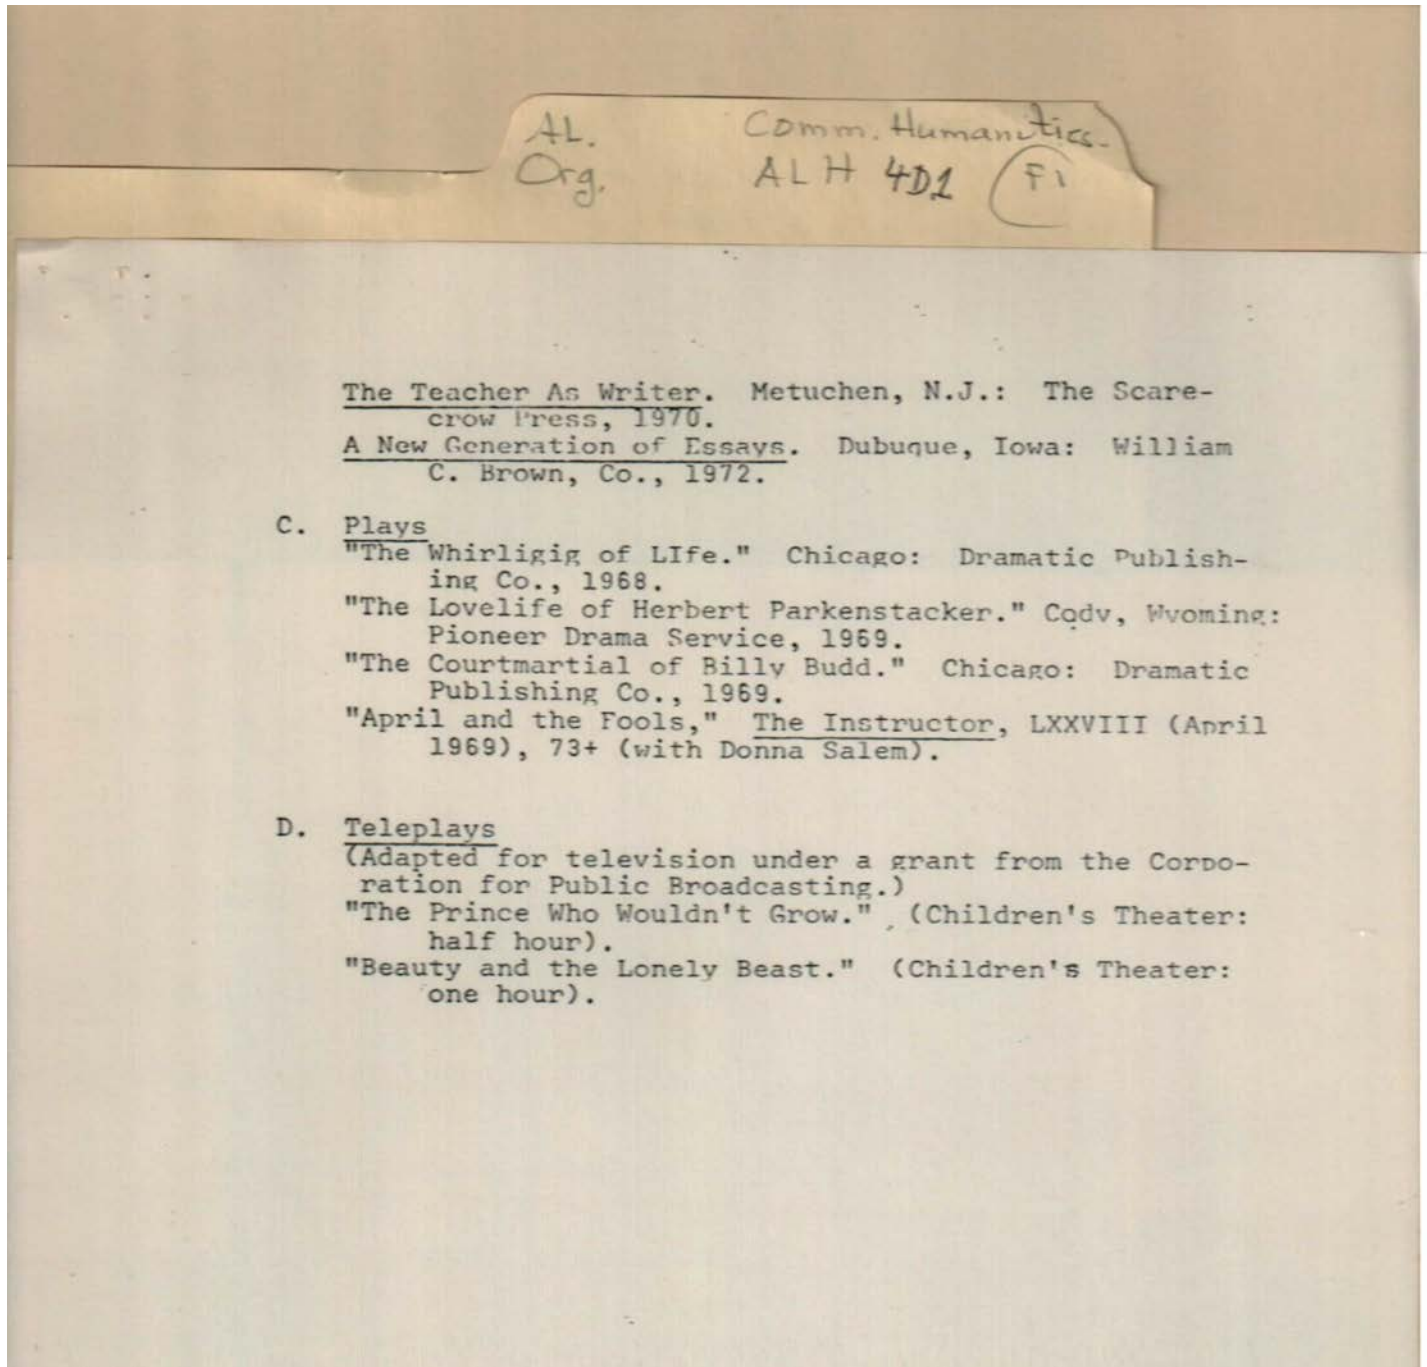 AL. Comm. Humanities.
Org. ALH 4D1 F1
The Teacher As Writer. Metuchen, N.J.: The Scare-
crow Press, 1970.
A New Generation of Essays. Dubuque, Iowa: William
C. Brown, Co., 1972.
C. Plays
"The Whirligig of LIfe." Chicago: Dramatic Publish-
ing Co., 1968.
"The Lovelife of Herbert Parkenstacker." Cody, Wyoming:
Pioneer Drama Service, 1969.
"The Courtmartial of Billy Budd." Chicago: Dramatic
Publishing Co., 1969.
"April and the Fools," The Instructor, LXXVIII (April
1969), 73+ (with Donna Salem).
D. Teleplays
(Adapted for television under a grant from the Corpo-
ration for Public Broadcasting.)
"The Prince Who Wouldn't Grow." (Children's Theater:
half hour).
"Beauty and the Lonely Beast." (Children's Theater:
one hour).